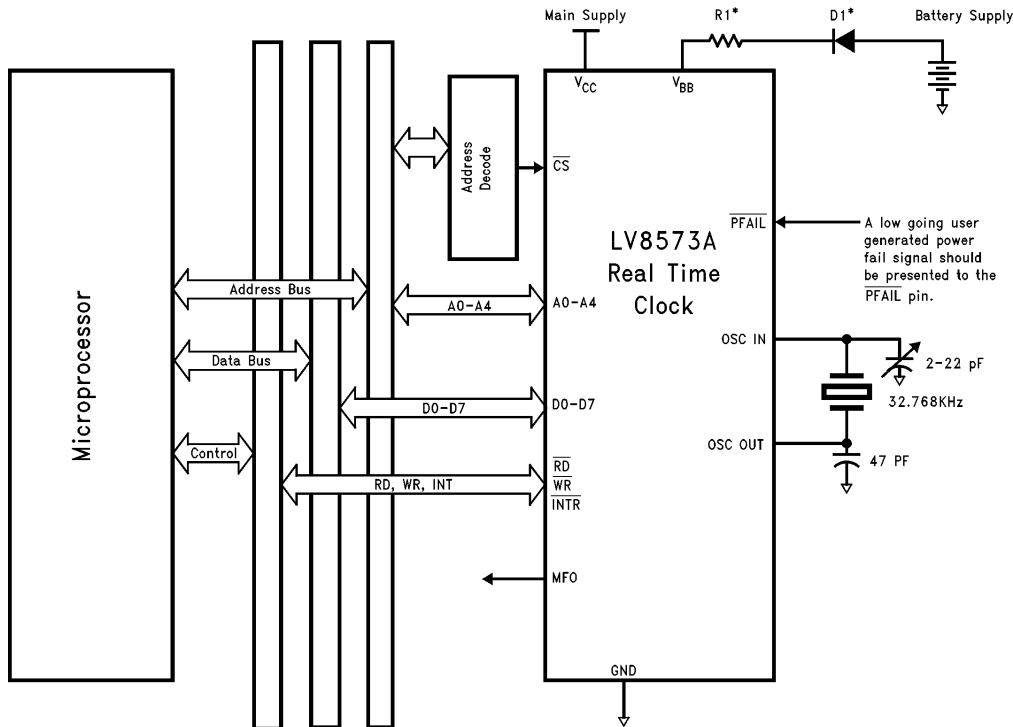 Main Supply
R1*
D1*
Battery Supply
VCC
VBB
Address
Decode
CS
PFAIL
A low going user
generated power
fail signal should
be presented to the
PFAIL pin.
LV8573A
Real Time
Clock
Microprocessor
Address Bus
A0-A4
A0-A4
OSC IN
2-22 pF
Data Bus
32.768KHz
D0-D7
D0-D7
OSC OUT
47 PF
Control
RD, WR, INT
RD
WR
INTR
MFO
GND